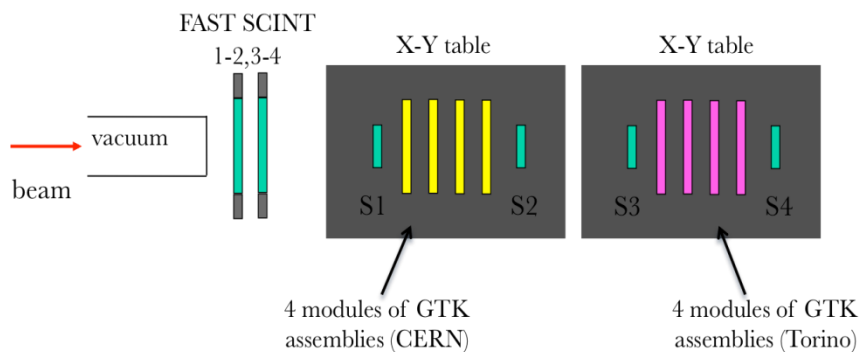 FAST SCINT
1-2,3-4
X-Y table
X-Y table
vacuum
beam
S1
S2
S3
S4
4 modules of GTK
assemblies (CERN)
4 modules of GTK
assemblies (Torino)